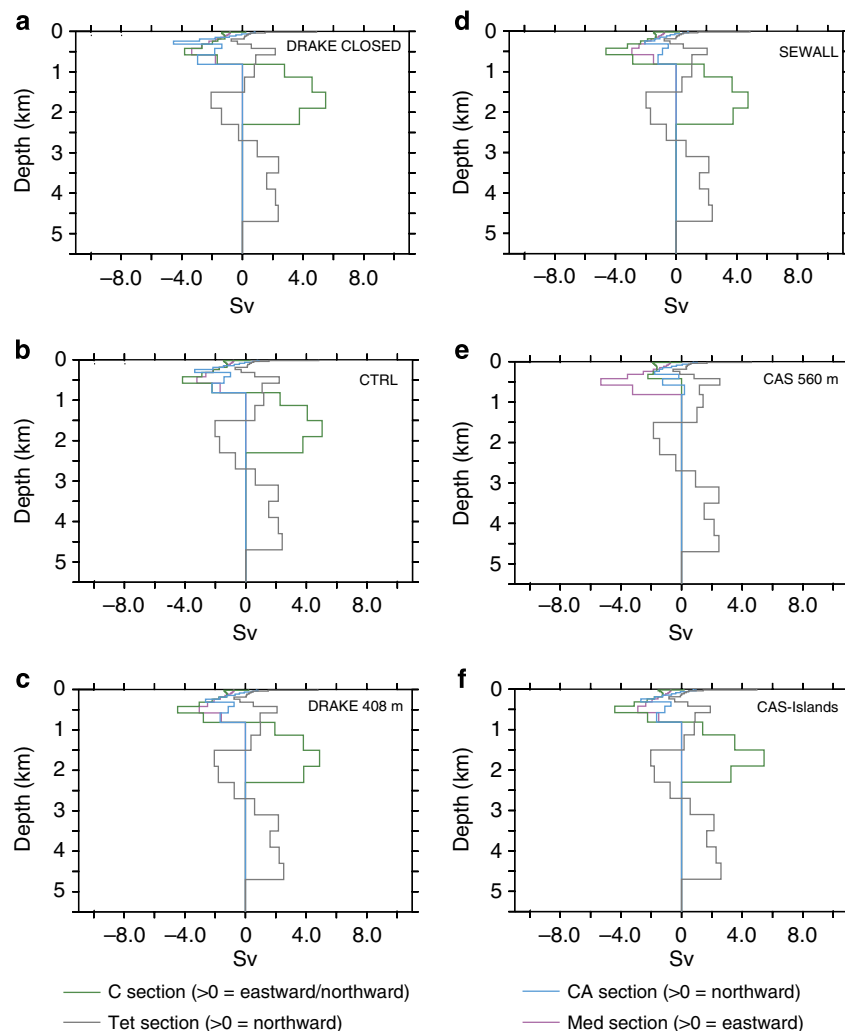 a
DRAKE CLOSED
0
1
2
3
4
5
Depth (km)
−8.0 −4.0 0 4.0 8.0
Sv
b
CTRL
0
1
2
3
4
5
Depth (km)
−8.0 -4.0 0 4.0 8.0
Sv
c
DRAKE 408 m
0
1
2
3
4
5
Depth (km)
−8.0 −4.0 0 4.0 8.0
Sv
d
SEWALL
0
1
2
3
4
5
Depth (km)
−8.0 −4.0 0 4.0 8.0
Sv
e
CAS 560 m
0
1
2
3
4
5
Depth (km)
−8.0 −4.0 0 4.0 8.0
Sv
f
CAS-Islands
0
1
2
3
4
5
Depth (km)
−8.0 −4.0 0 4.0 8.0
Sv
C section (>0 = eastward/northward)
Tet section (>0 = northward)
CA section (>0 = northward)
Med section (>0 = eastward)